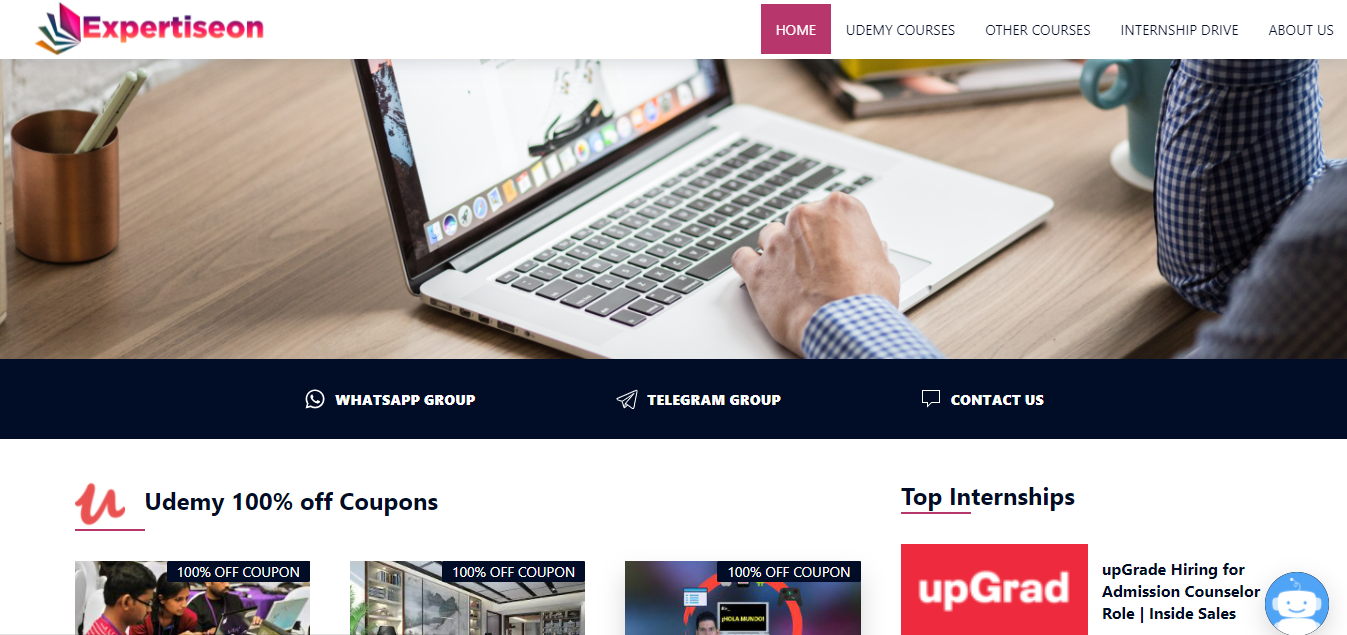 Expertiseon
HOME UDEMY COURSES OTHER COURSES INTERNSHIP DRIVE ABOUT US
WHATSAPP GROUP TELEGRAM GROUP CONTACT US
Udemy 100% off Coupons
100% OFF COUPON 100% OFF COUPON 100% OFF COUPON
¡HOLA MUNDO!
Top Internships
upGrad
upGrade Hiring for
Admission Counselor
Role | Inside Sales